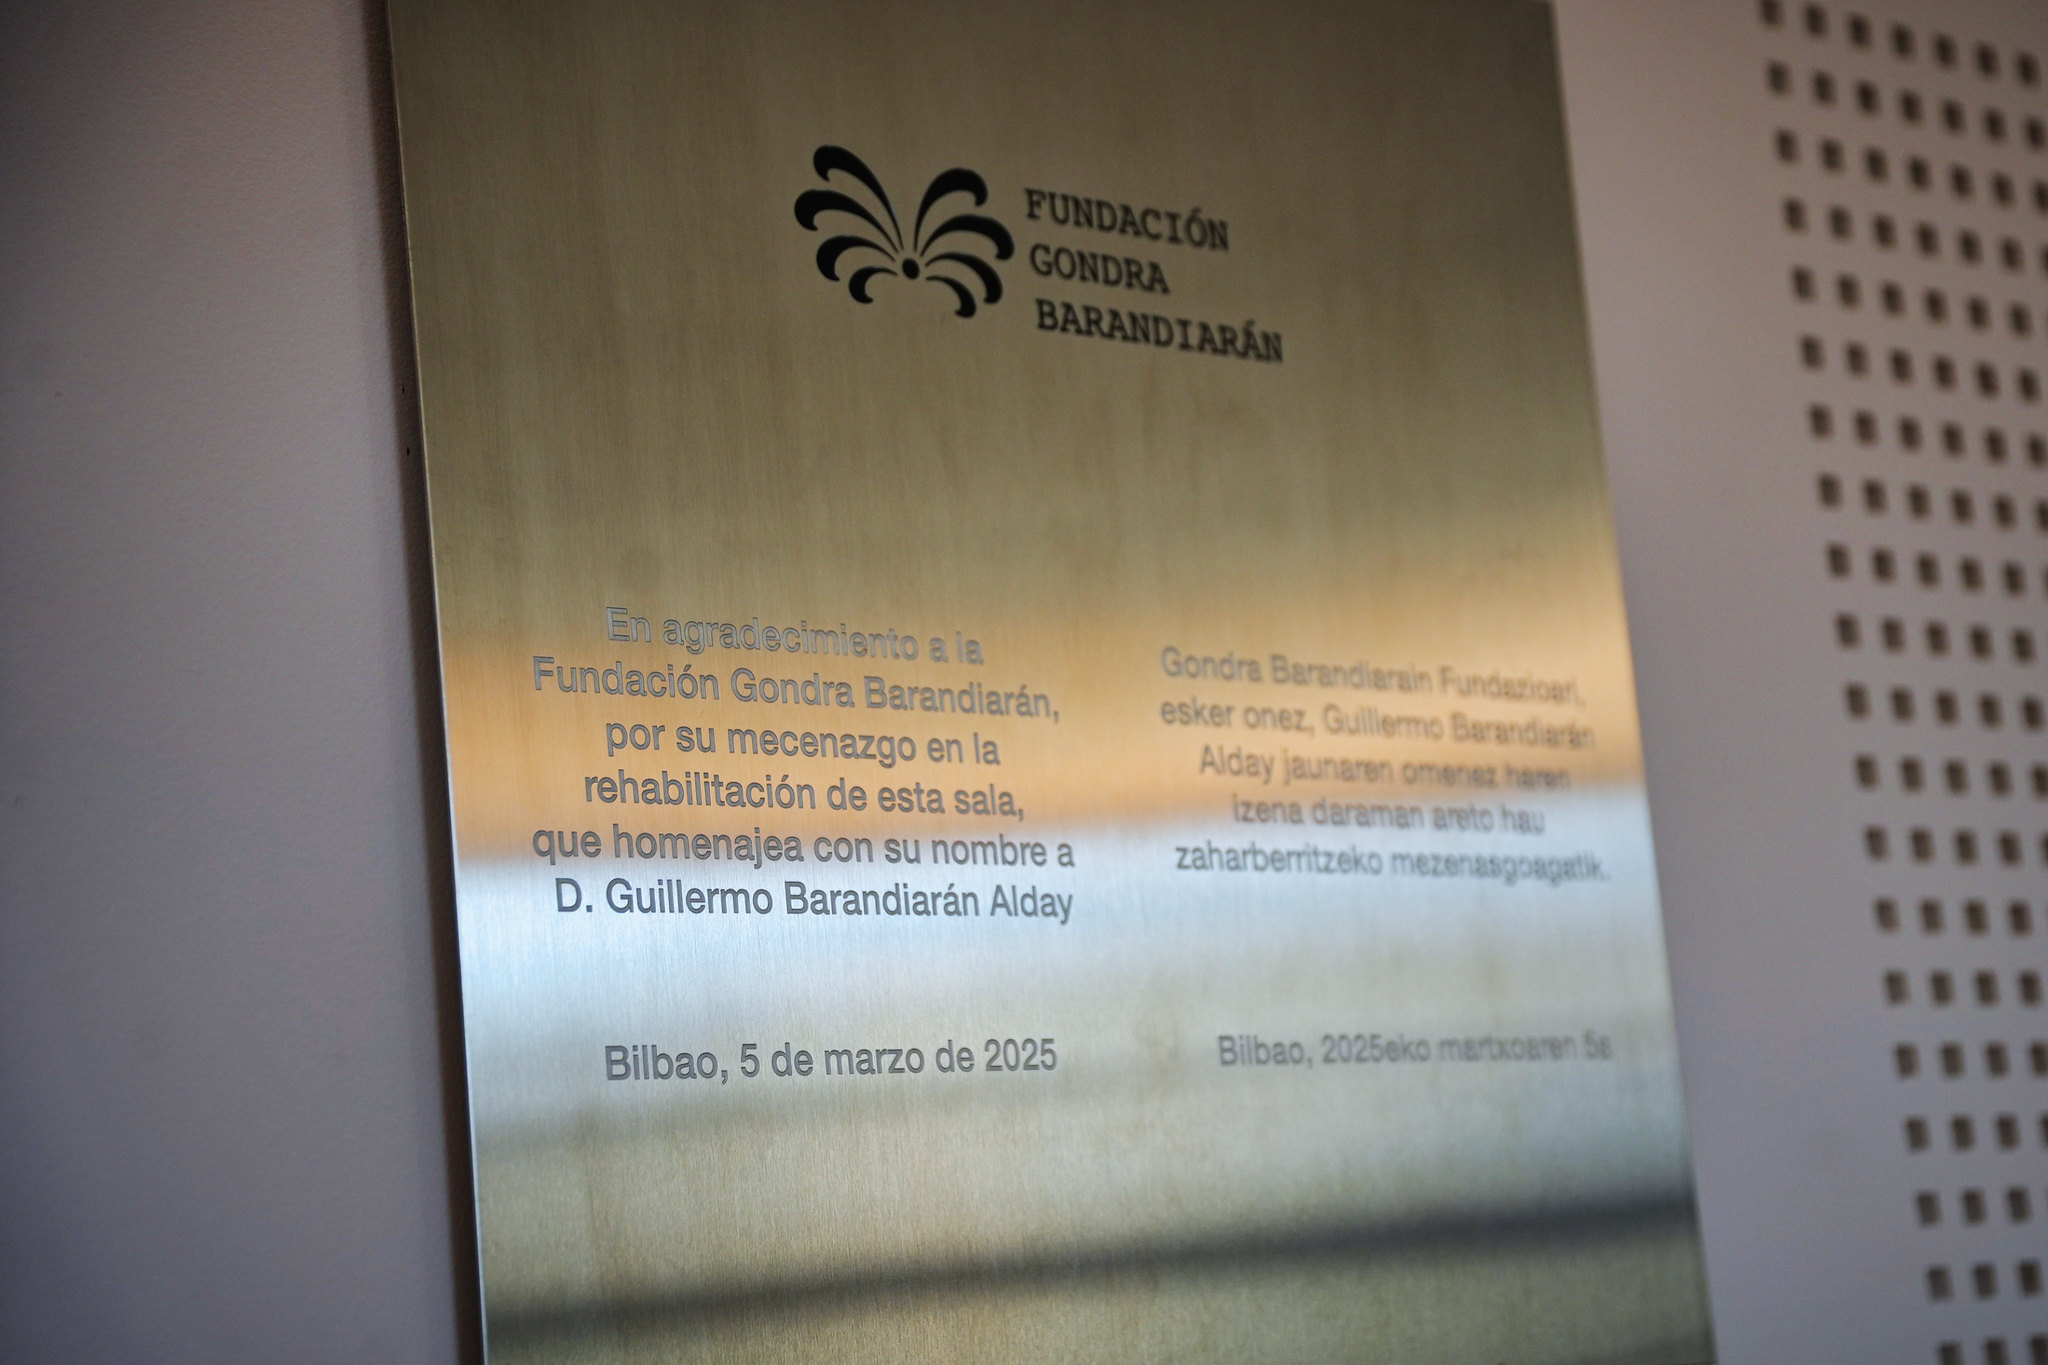 FUNDACIÓN
GONDRA
BARANDIARÁN
En agradecimiento a la
Fundación Gondra Barandiarán,
por su mecenazgo en la
rehabilitación de esta sala,
que homenajea con su nombre a
D. Guillermo Barandiarán Alday
Bilbao, 5 de marzo de 2025
Gondra Barandiarain Fundazioari,
esker onez, Guillermo Barandiarán
Alday jaunaren omenez haren
izena daraman areto hau
zaharberritzeko mezenasgoagatik.
Bilbao, 2025eko martxoaren 5a